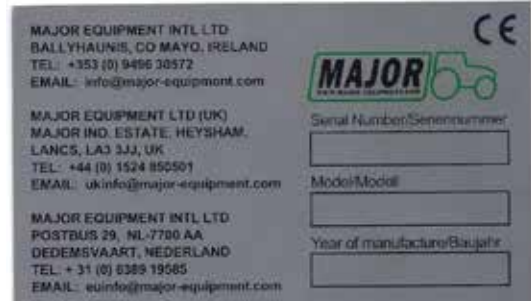 MAJOR EQUIPMENT INTL LTD
BALLYHAUNIS, CO MAYO, IRELAND
TEL: +353 (0) 9496 30572
EMAIL: info@major-equipment.com
MAJOR EQUIPMENT LTD (UK)
MAJOR IND. ESTATE, HEYSHAM,
LANCS, LA3 3JJ, UK
TEL: +44 (0) 1524 850501
EMAIL: ukinfo@major-equipment.com
MAJOR EQUIPMENT INTL LTD
POSTBUS 29, NL-7700 AA
DEDEMSVAART, NEDERLAND
TEL: + 31 (0) 6389 19585
EMAIL: euinfo@major-equipment.com
CE
MAJOR
Serial Number/Seriennummer
Model/Modell
Year of manufacture/Baujahr